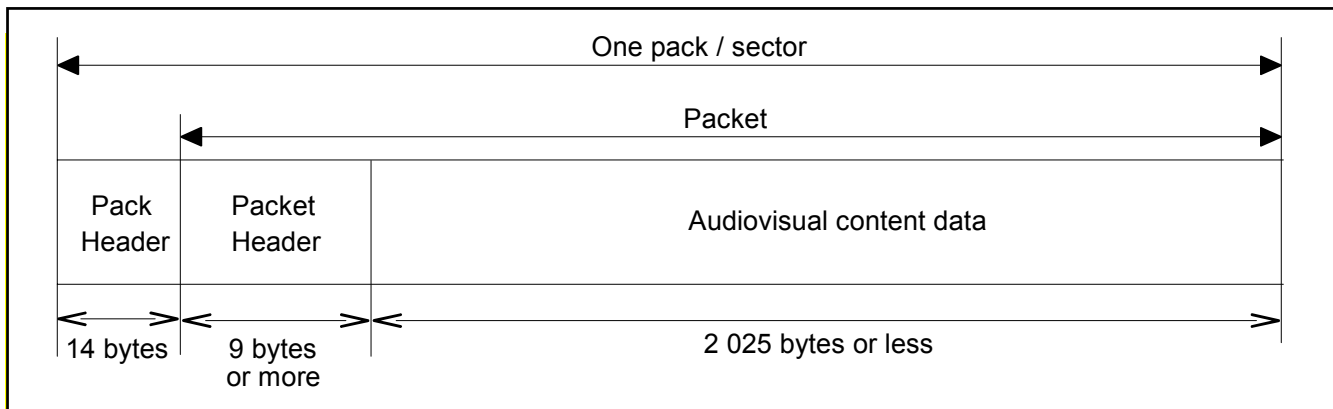 One pack / sector
Packet
Pack
Header
Packet
Header
Audiovisual content data
14 bytes
9 bytes
or more
2 025 bytes or less